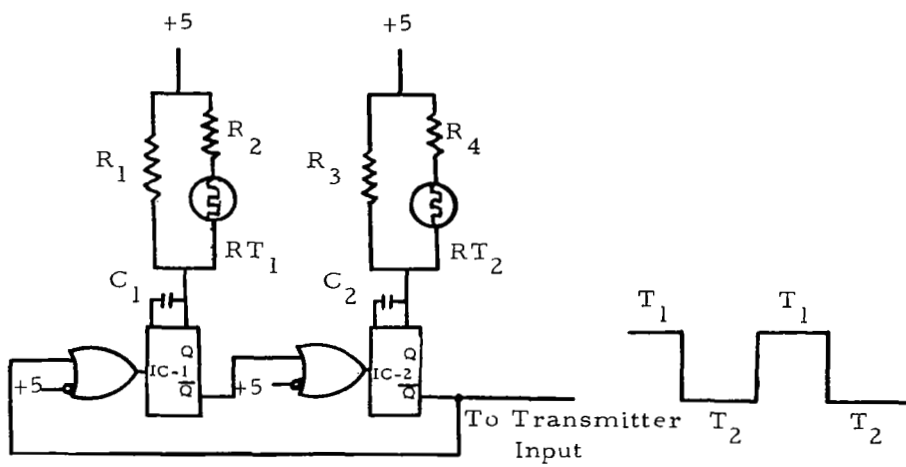 +5
+5
R2
R4
R1
R3
RT1
RT2
C1
C2
T1
T1
Q
Q
IC-1
IC-2
Q̅
Q̅
+5
+5
T2
T2
To Transmitter
Input